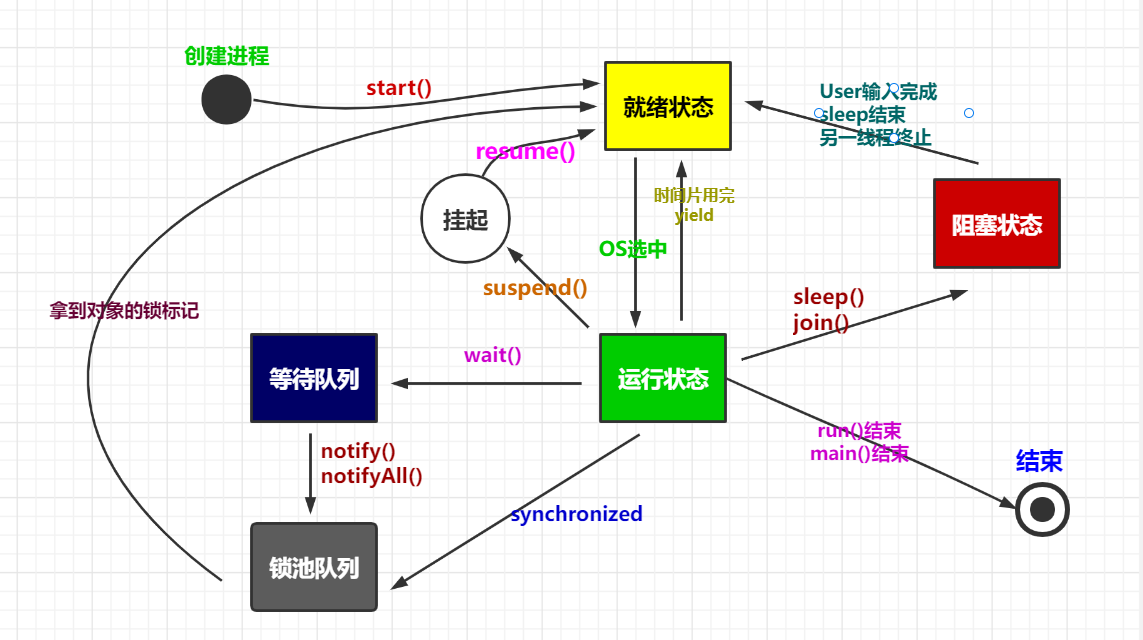 创建进程
start()
就绪状态
User输入完成
sleep结束
另一线程终止
resume()
时间片用完
yield
挂起
阻塞状态
OS选中
suspend()
sleep()
join()
拿到对象的锁标记
wait()
等待队列
运行状态
run()结束
main()结束
notify()
notifyAll()
结束
synchronized
锁池队列